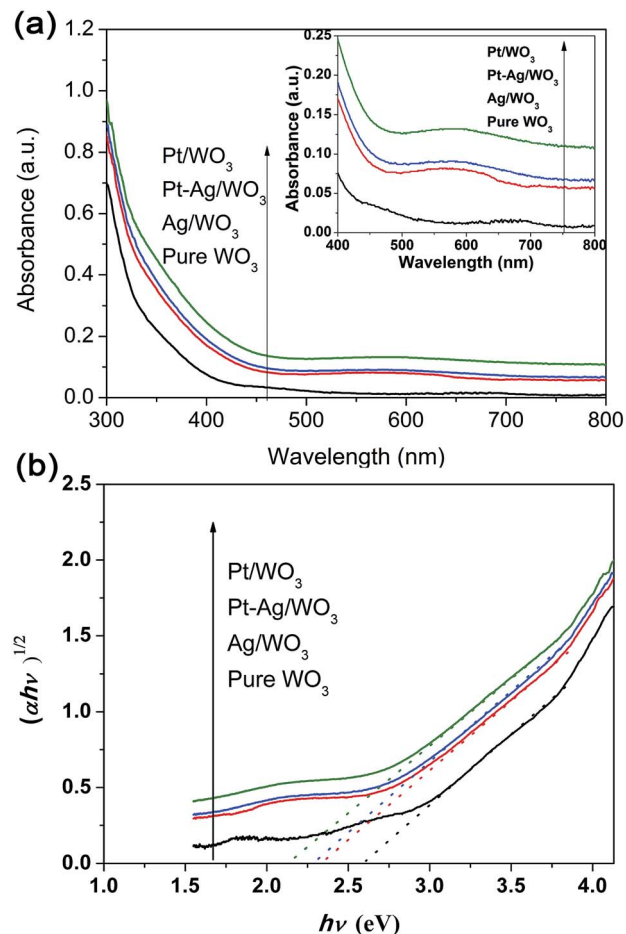 (a)
1.2
1.0
0.8
0.6
0.4
0.2
0.0
Absorbance (a.u.)
300 400 500 600 700 800
Wavelength (nm)
Pt/WO₃
Pt-Ag/WO₃
Ag/WO₃
Pure WO₃
0.25
0.20
0.15
0.10
0.05
0.00
Absorbance (a.u.)
Pt/WO₃
Pt-Ag/WO₃
Ag/WO₃
Pure WO₃
400 500 600 700 800
Wavelength (nm)
(b)
2.5
2.0
1.5
1.0
0.5
0.0
(αhν)¹/²
Pt/WO₃
Pt-Ag/WO₃
Ag/WO₃
Pure WO₃
1.0 1.5 2.0 2.5 3.0 3.5 4.0
hν (eV)